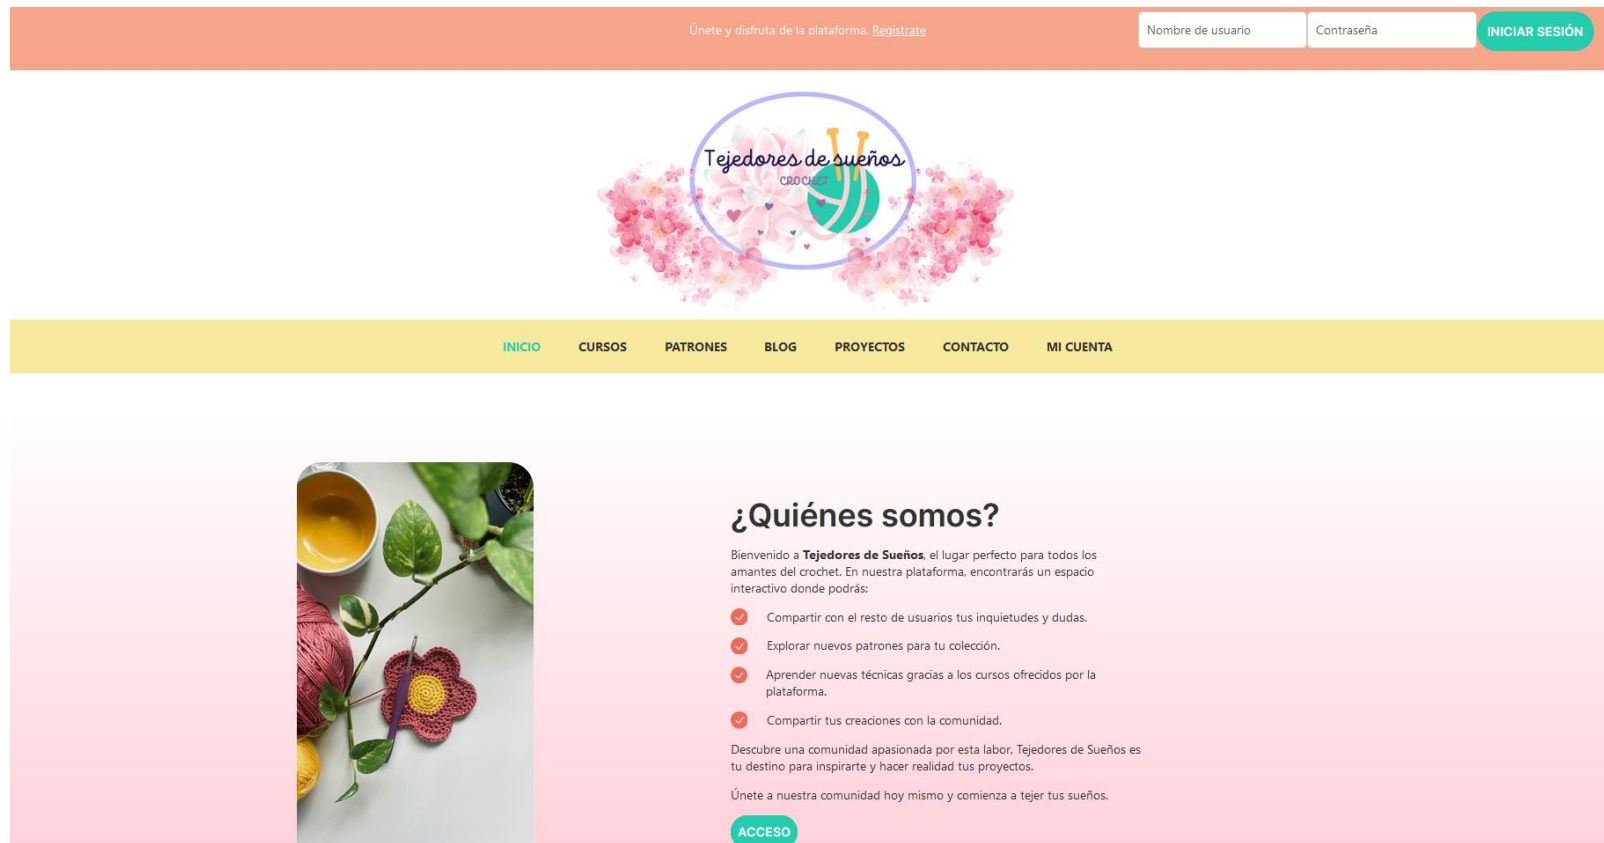 Únete y disfruta de la plataforma. Registrate
Nombre de usuario
Contraseña
INICIAR SESIÓN
Tejedores de sueños
CROCHET
INICIO
CURSOS
PATRONES
BLOG
PROYECTOS
CONTACTO
MI CUENTA
¿Quiénes somos?
Bienvenido a Tejedores de Sueños, el lugar perfecto para todos los
amantes del crochet. En nuestra plataforma, encontrarás un espacio
interactivo donde podrás:
Compartir con el resto de usuarios tus inquietudes y dudas.
Explorar nuevos patrones para tu colección.
Aprender nuevas técnicas gracias a los cursos ofrecidos por la
plataforma.
Compartir tus creaciones con la comunidad.
Descubre una comunidad apasionada por esta labor, Tejedores de Sueños es
tu destino para inspirarte y hacer realidad tus proyectos.
Únete a nuestra comunidad hoy mismo y comienza a tejer tus sueños.
ACCESO